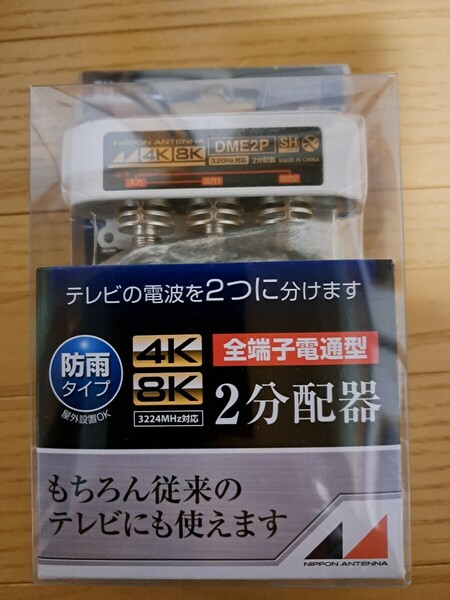 NIPPON ANTENNA
4K 8K
DME2P
SH
3.2GHz対応
2分配器
MADE IN CHINA
入力
出力1
出力2
テレビの電波を2つに分けます
防雨
タイプ
屋外設置OK
4K
8K
3224MHz対応
全端子電通型
2分配器
もちろん従来の
テレビにも使えます
NIPPON ANTENNA